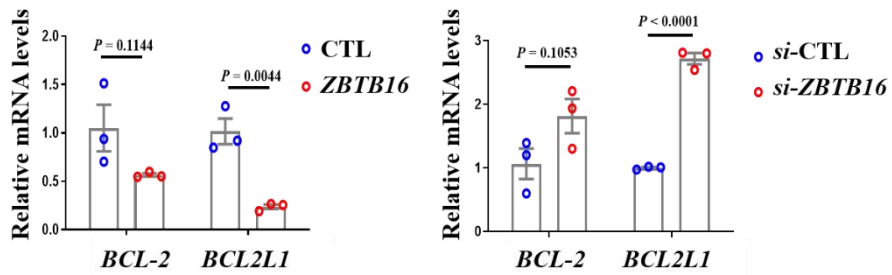 Relative mRNA levels
2.0
1.5
1.0
0.5
0.0
P = 0.1144
P = 0.0044
CTL
ZBTB16
BCL-2 BCL2L1
Relative mRNA levels
3
2
1
0
P = 0.1053
P < 0.0001
si-CTL
si-ZBTB16
BCL-2 BCL2L1